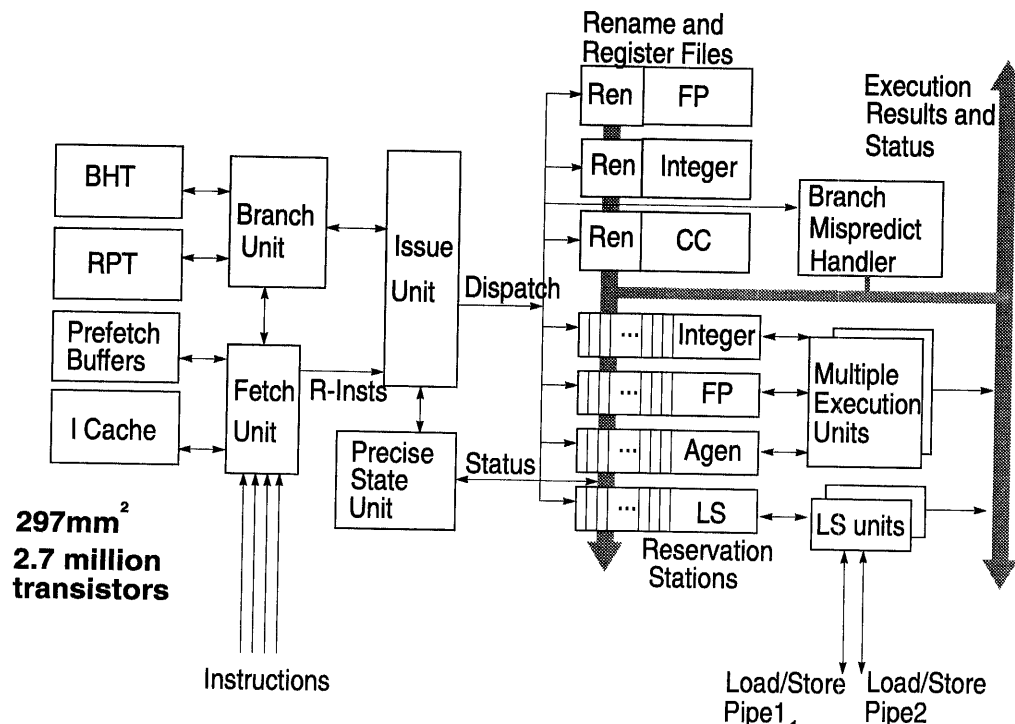 Rename and
Register Files
Ren FP
Execution
Results and
Status
BHT
Branch
Unit
Issue
Unit
Ren Integer
Branch
Mispredict
Handler
RPT
Ren CC
Dispatch
Prefetch
Buffers
Fetch
Unit
R-Insts
... Integer
Multiple
Execution
Units
I Cache
... FP
Precise
State
Unit
Status
... Agen
... LS
LS units
297mm²
2.7 million
transistors
Reservation
Stations
Instructions
Load/Store
Pipe1
Load/Store
Pipe2